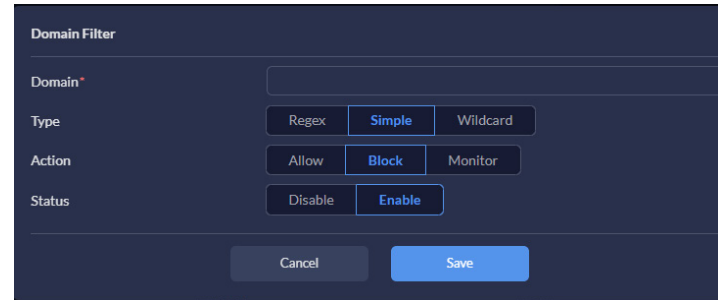 Domain Filter
Domain*
Type Regex Simple Wildcard
Action Allow Block Monitor
Status Disable Enable
Cancel Save